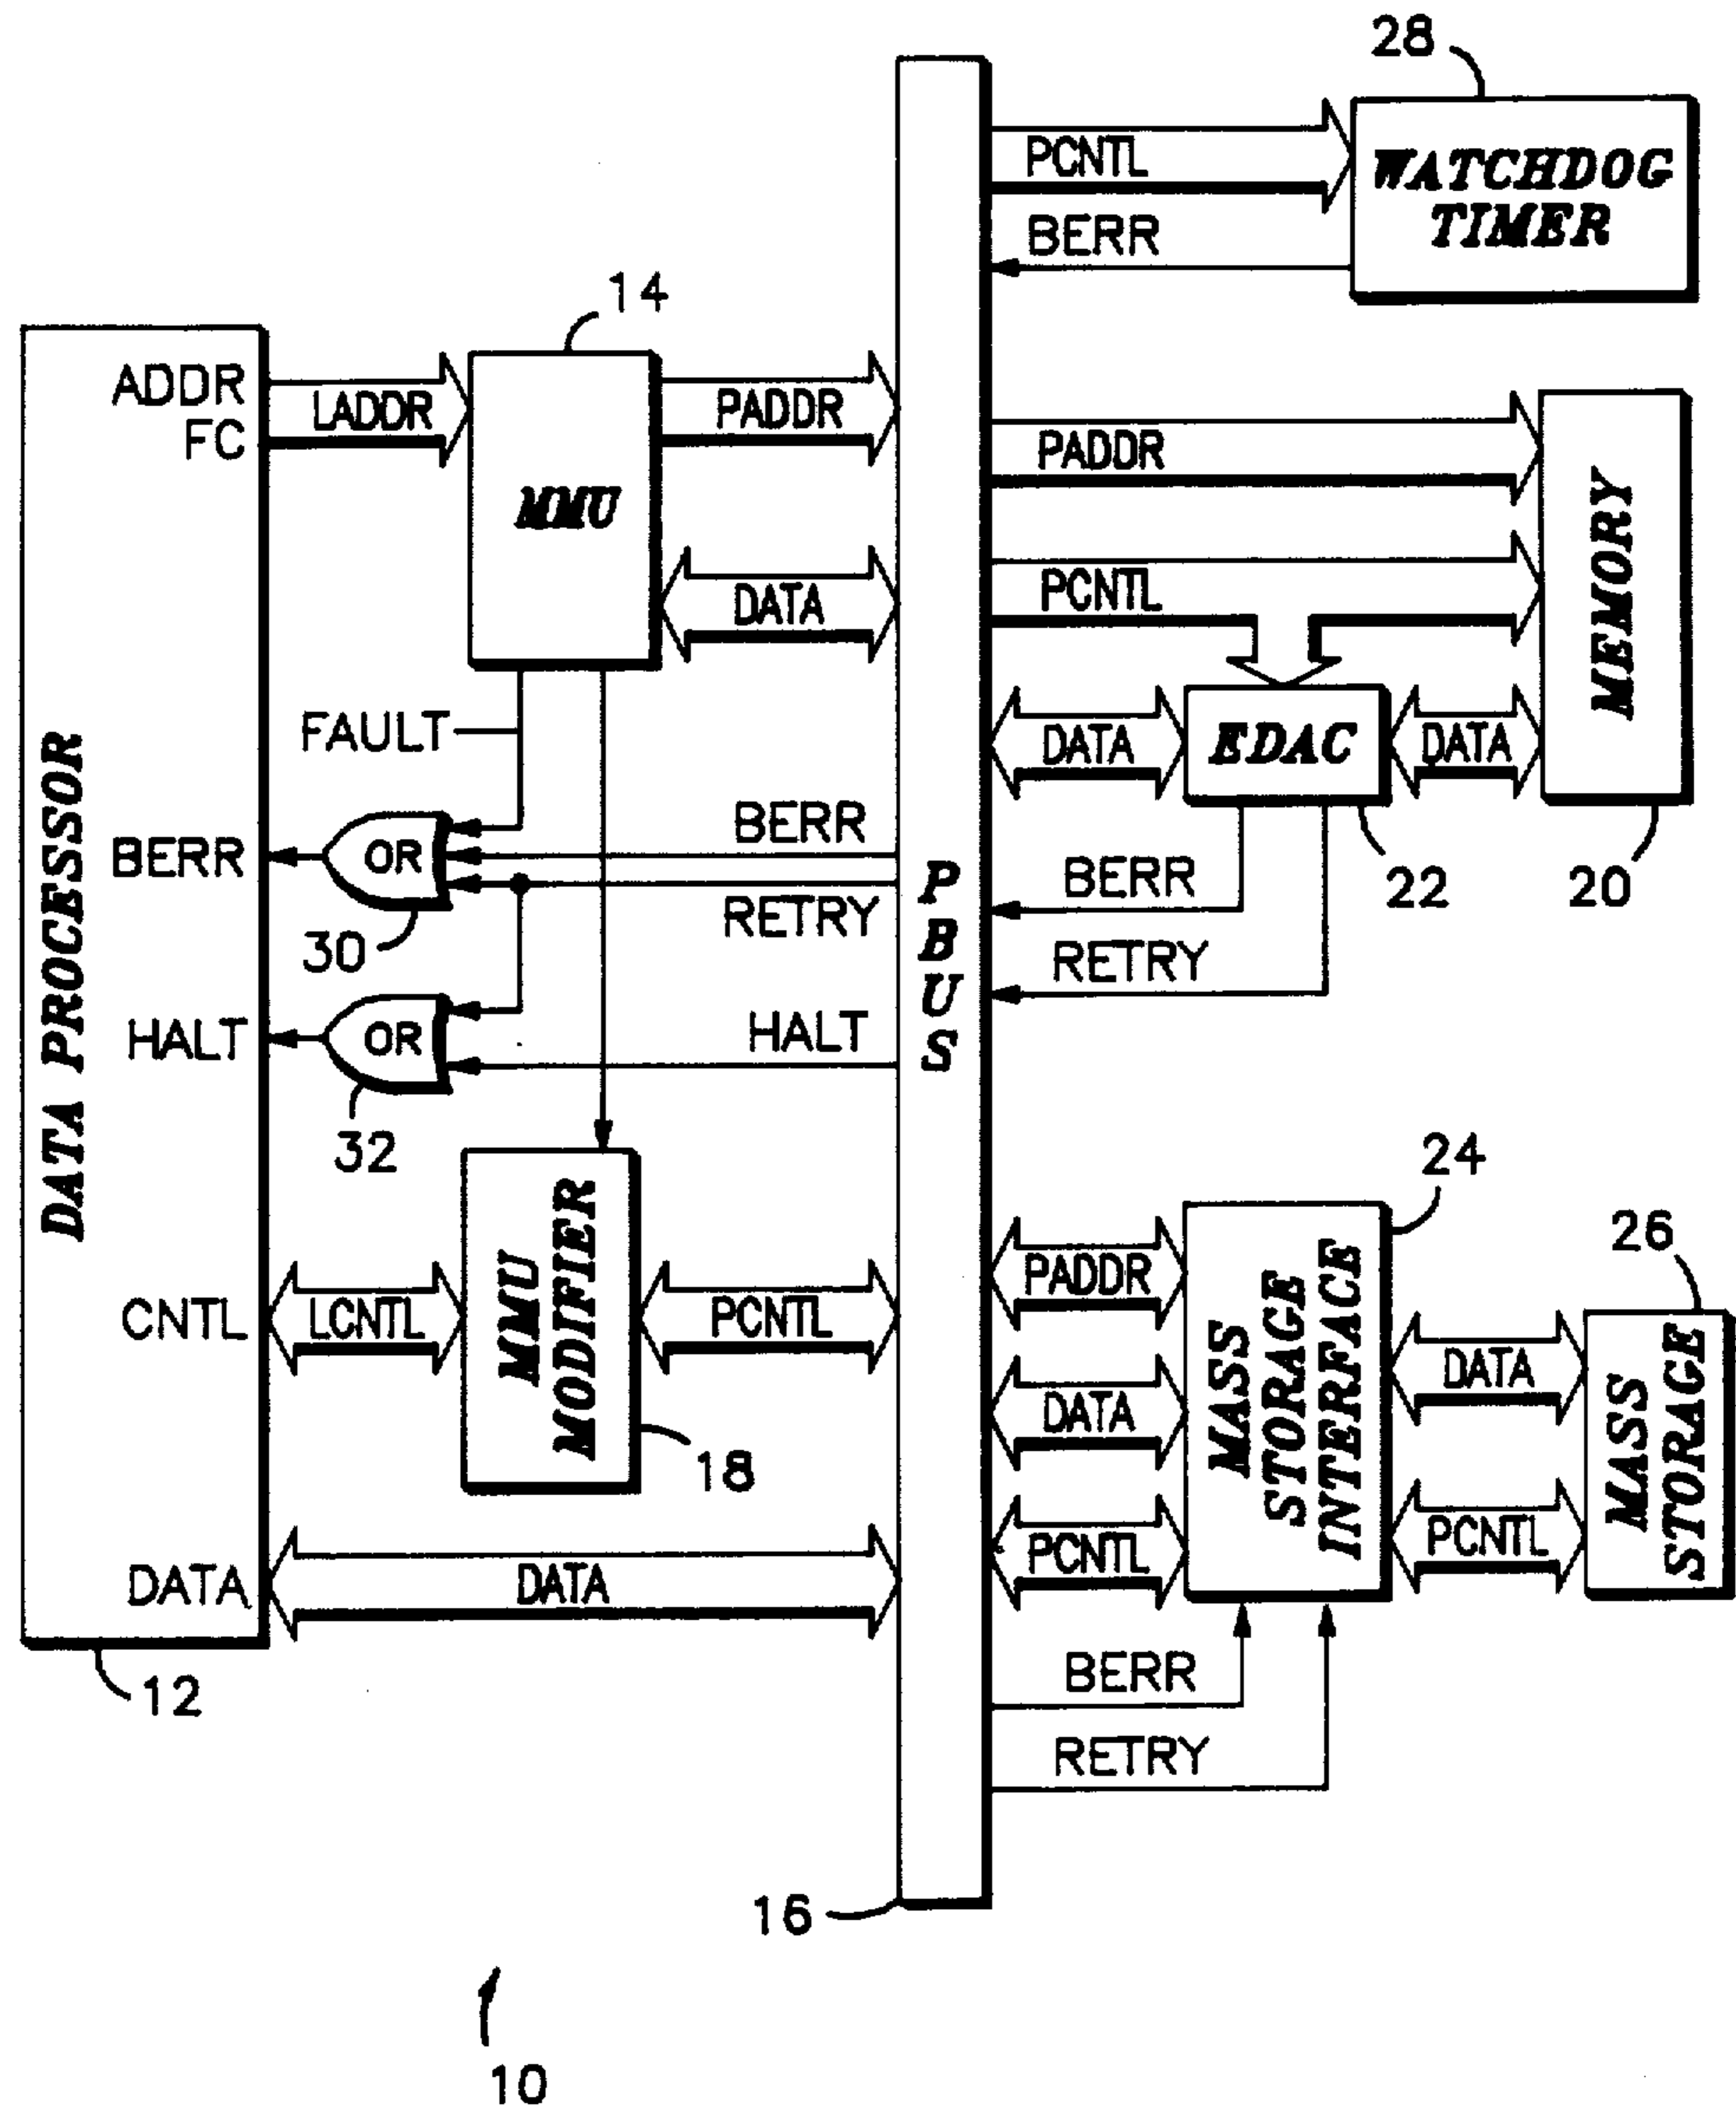 28
PCNTL
WATCHDOG
TIMER
BERR
14
ADDR
FC
LADDR
PADDR
MMU
DATA
PADDR
PCNTL
MEMORY
DATA
EDAC
DATA
22
20
BERR
RETRY
FAULT
DATA PROCESSOR
BERR
OR
BERR
RETRY
30
HALT
OR
HALT
32
P
B
U
S
MMU
MODIFIER
CNTL
LCNTL
PCNTL
18
DATA
DATA
12
24
26
PADDR
DATA
PCNTL
MASS
STORAGE
INTERFACE
DATA
PCNTL
MASS
STORAGE
BERR
RETRY
16
10